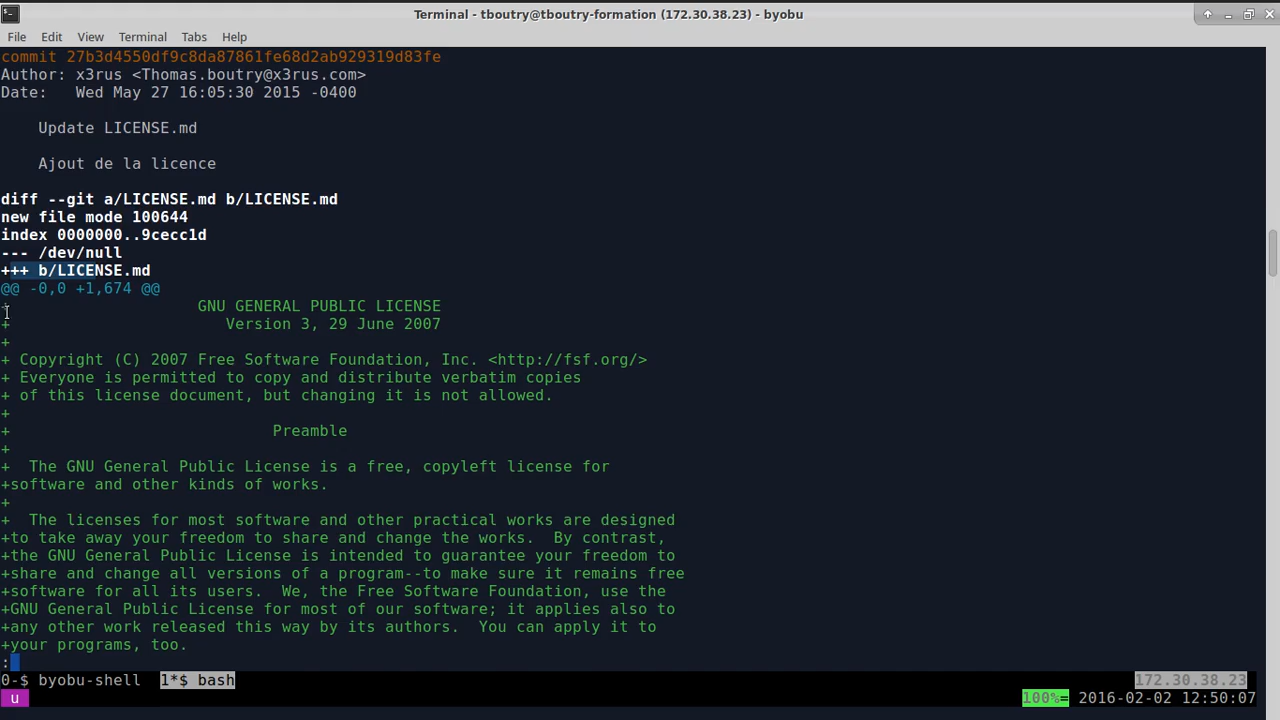 Terminal - tboutry@tboutry-formation (172.30.38.23) - byobu
File Edit View Terminal Tabs Help
commit 27b3d4550df9c8da87861fe68d2ab929319d83fe
Author: x3rus <Thomas.boutry@x3rus.com>
Date:   Wed May 27 16:05:30 2015 -0400
    Update LICENSE.md
    Ajout de la licence
diff --git a/LICENSE.md b/LICENSE.md
new file mode 100644
index 0000000..9cecc1d
--- /dev/null
+++ b/LICENSE.md
@@ -0,0 +1,674 @@
+                    GNU GENERAL PUBLIC LICENSE
+                       Version 3, 29 June 2007
+
+ Copyright (C) 2007 Free Software Foundation, Inc. <http://fsf.org/>
+ Everyone is permitted to copy and distribute verbatim copies
+ of this license document, but changing it is not allowed.
+
+                            Preamble
+
+  The GNU General Public License is a free, copyleft license for
+software and other kinds of works.
+
+  The licenses for most software and other practical works are designed
+to take away your freedom to share and change the works.  By contrast,
+the GNU General Public License is intended to guarantee your freedom to
+share and change all versions of a program--to make sure it remains free
+software for all its users.  We, the Free Software Foundation, use the
+GNU General Public License for most of our software; it applies also to
+any other work released this way by its authors.  You can apply it to
+your programs, too.
:
0-$ byobu-shell  1*$ bash 172.30.38.23
u 100%= 2016-02-02 12:50:07